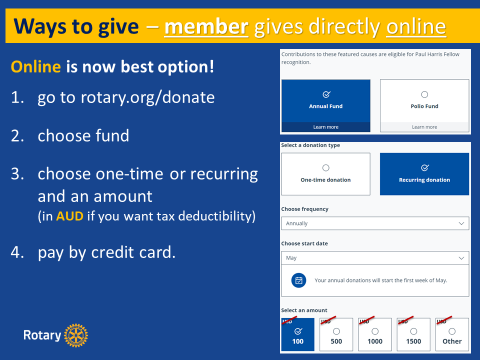 Ways to give – member gives directly online
Online is now best option!
1. go to rotary.org/donate
2. choose fund
3. choose one-time or recurring
and an amount
(in AUD if you want tax deductibility)
4. pay by credit card.
Rotary
Contributions to these featured causes are eligible for Paul Harris Fellow
recognition.
Annual Fund
Polio Fund
Learn more
Learn more
Select a donation type
One-time donation
Recurring donation
Choose frequency
Annually
Choose start date
May
Your annual donations will start the first week of May.
Select an amount
USD USD USD USD USD
100 500 1000 1500 Other